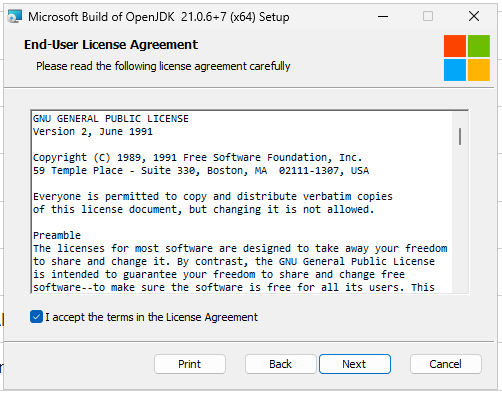 Microsoft Build of OpenJDK 21.0.6+7 (x64) Setup
End-User License Agreement
Please read the following license agreement carefully
GNU GENERAL PUBLIC LICENSE
Version 2, June 1991
Copyright (C) 1989, 1991 Free Software Foundation, Inc.
59 Temple Place - Suite 330, Boston, MA  02111-1307, USA
Everyone is permitted to copy and distribute verbatim copies
of this license document, but changing it is not allowed.
Preamble
The licenses for most software are designed to take away your freedom
to share and change it. By contrast, the GNU General Public License
is intended to guarantee your freedom to share and change free
software--to make sure the software is free for all its users. This
I accept the terms in the License Agreement
Print Back Next Cancel